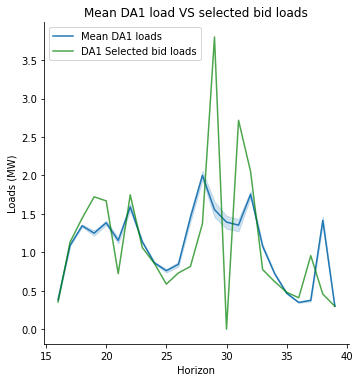 Mean DA1 load VS selected bid loads
Mean DA1 loads
DA1 Selected bid loads
Loads (MW)
3.5
3.0
2.5
2.0
1.5
1.0
0.5
0.0
15
20
25
30
35
40
Horizon